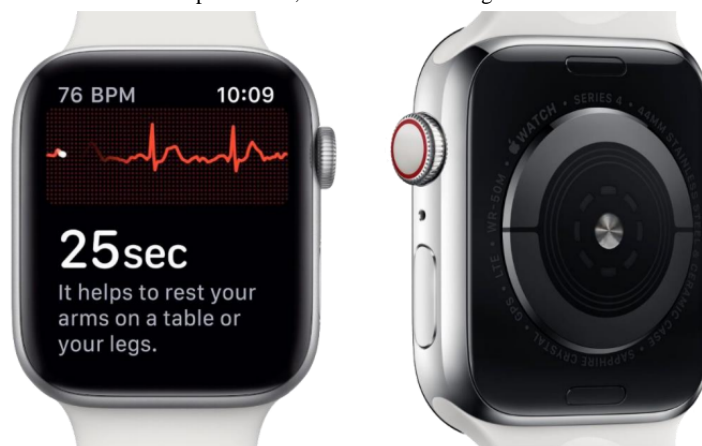 76 BPM 10:09
25sec
It helps to rest your
arms on a table or
your legs.
WATCH • SERIES 4 • 44MM STAINLESS STEEL & CERAMIC CASE • SAPPHIRE CRYSTAL • GPS • LTE • WR-50M